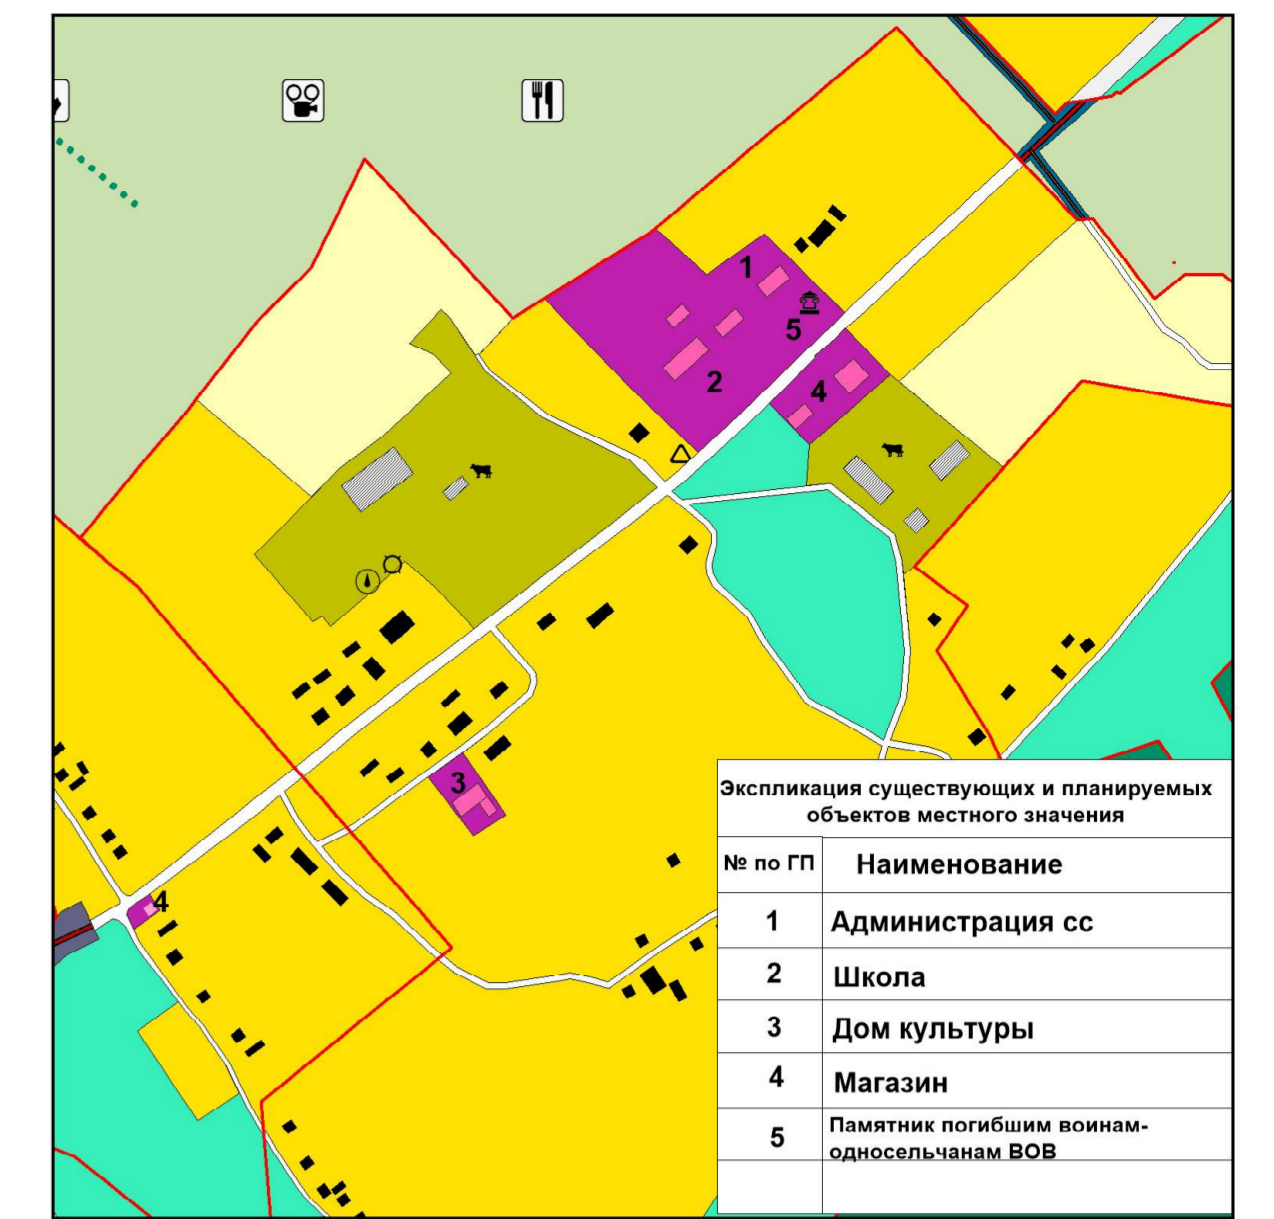 1
5
2
4
3
4
Экспликация существующих и планируемых
объектов местного значения
№ по ГП Наименование
1 Администрация сс
2 Школа
3 Дом культуры
4 Магазин
5 Памятник погибшим воинам-
односельчанам ВОВ